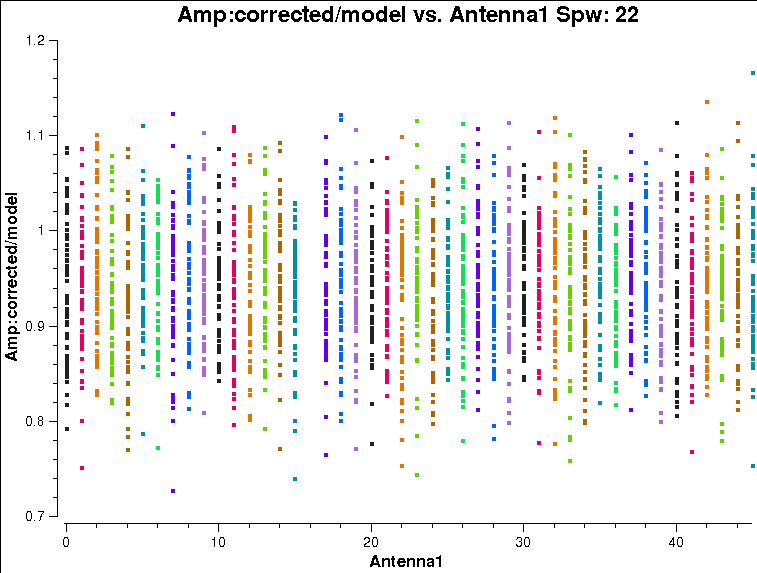 Amp:corrected/model vs. Antenna1 Spw: 22
1.2
1.1
1
0.9
0.8
0.7
Amp:corrected/model
0 10 20 30 40
Antenna1